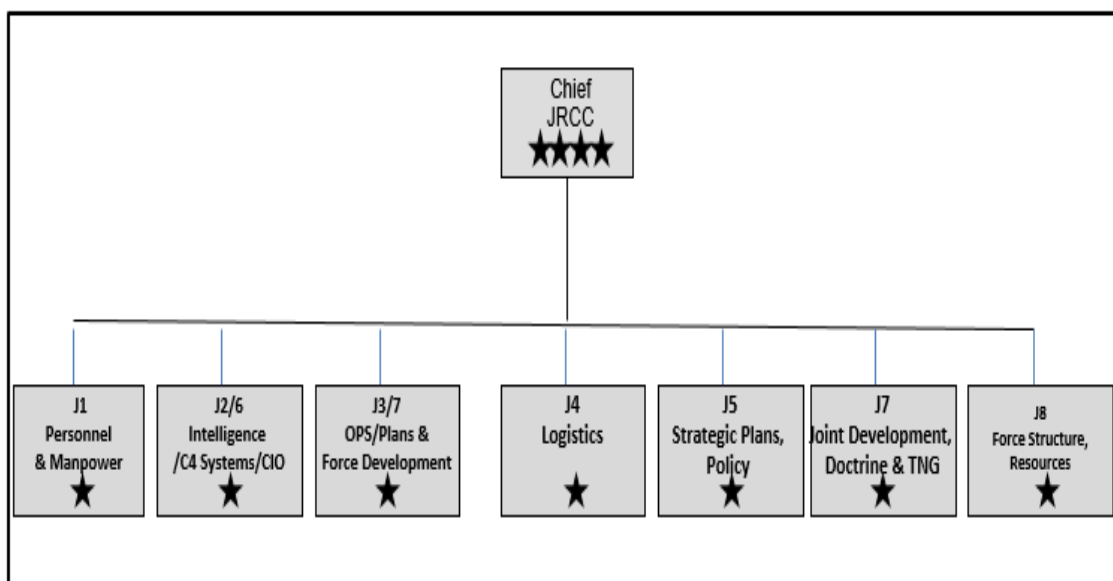 Chief
JRCC
J1
Personnel
& Manpower
J2/6
Intelligence
/C4 Systems/CIO
J3/7
OPS/Plans &
Force Development
J4
Logistics
J5
Strategic Plans,
Policy
J7
Joint Development,
Doctrine & TNG
J8
Force Structure,
Resources